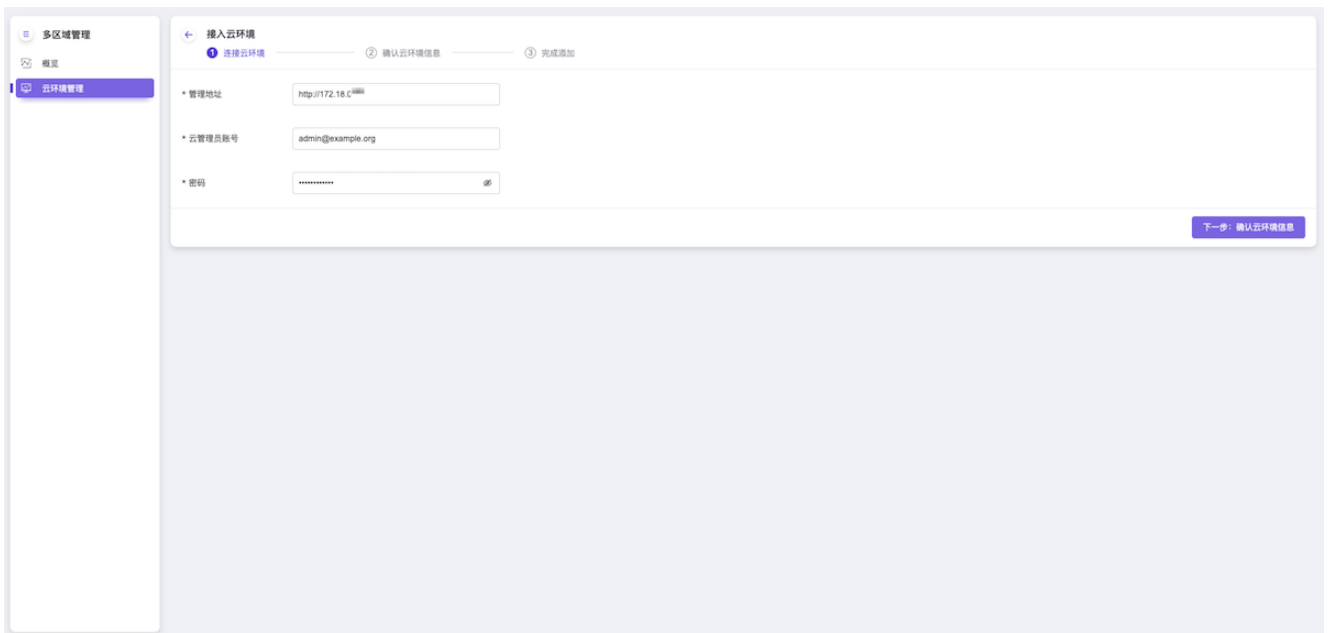 多区域管理
概览
云环境管理
接入云环境
1 连接云环境
2 确认云环境信息
3 完成添加
* 管理地址
http://172.18.
* 云管理员账号
admin@example.org
* 密码
••••••••••••
下一步：确认云环境信息